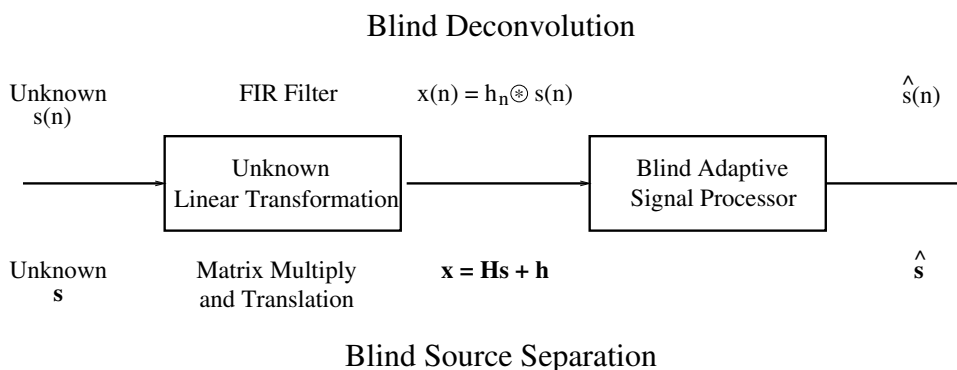 Blind Deconvolution
Unknown
s(n)
FIR Filter
x(n) = hₙ ⊛ s(n)
ŝ(n)
Unknown
Linear Transformation
Blind Adaptive
Signal Processor
Unknown
s
Matrix Multiply
and Translation
x = Hs + h
ŝ
Blind Source Separation